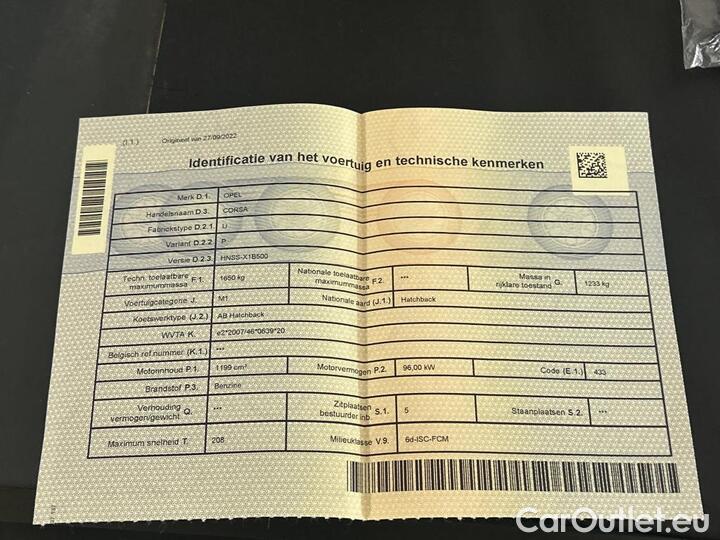 (I.1.) Origineel van 27/09/2022
Identificatie van het voertuig en technische kenmerken
Merk D.1. OPEL
Handelsnaam D.3. CORSA
Fabriekstype D.2.1 U
Variant D.2.2 P
Versie D.2.3 HNSS-X1B500
Techn. toelaatbare maximummassa F.1. 1650 kg Nationale toelaatbare maximummassa F.2. *** Massa in rijklare toestand G. 1233 kg
Voertuigcategorie J. M1 Nationale aard (J.1.) Hatchback
Koetswerktype (J.2.) AB Hatchback
WVTA K. e2*2007/46*0639*20
Belgisch ref.nummer (K.1.) ***
Motorinhoud P.1. 1199 cm³ Motorvermogen P.2. 96,00 kW Code (E.1.) 433
Brandstof P.3. Benzine
Verhouding vermogen/gewicht Q. *** Zitplaatsen bestuurder inb. S.1. 5 Staanplaatsen S.2. ***
Maximum snelheid T. 208 Milieuklasse V.9. 6d-ISC-FCM
CarOutlet.eu